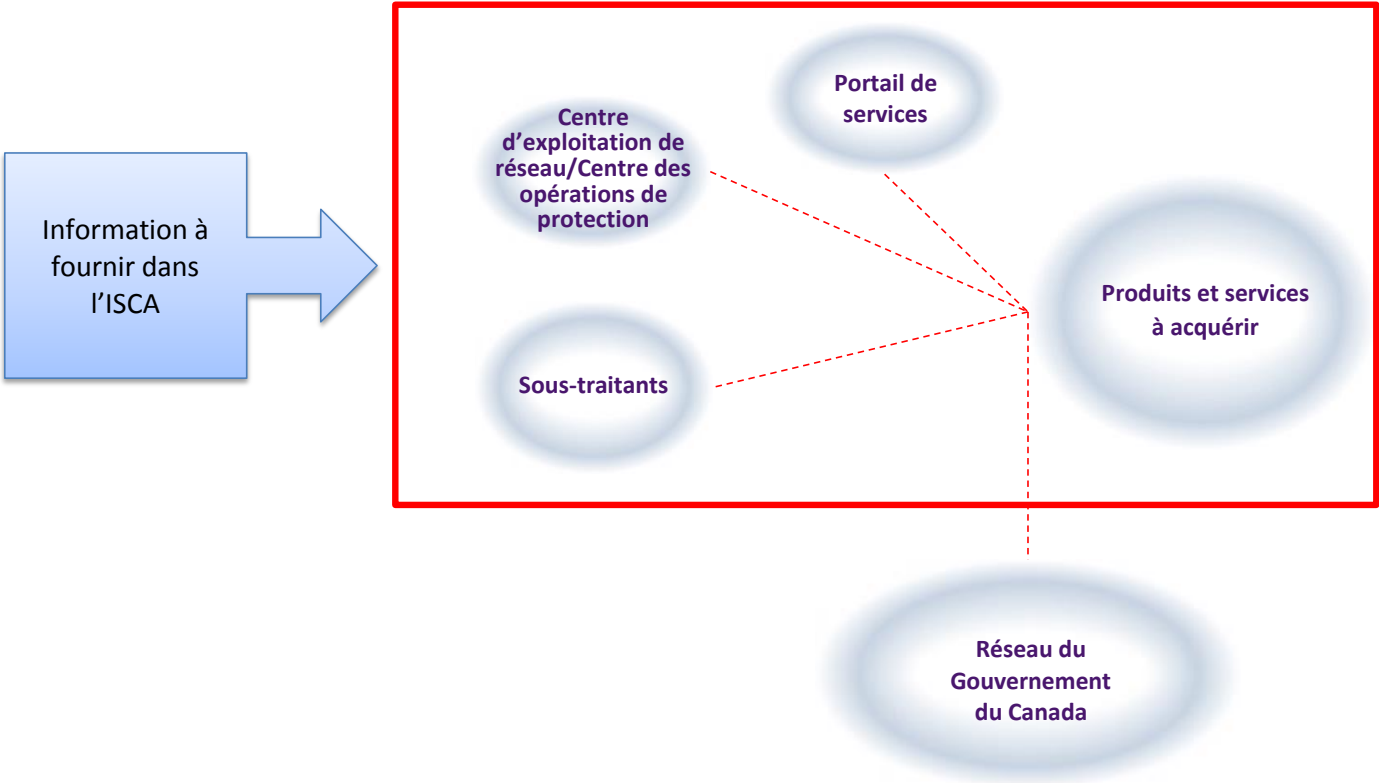 Information à
fournir dans
l’ISCA
Centre
d’exploitation de
réseau/Centre des
opérations de
protection
Portail de
services
Sous-traitants
Produits et services
à acquérir
Réseau du
Gouvernement
du Canada